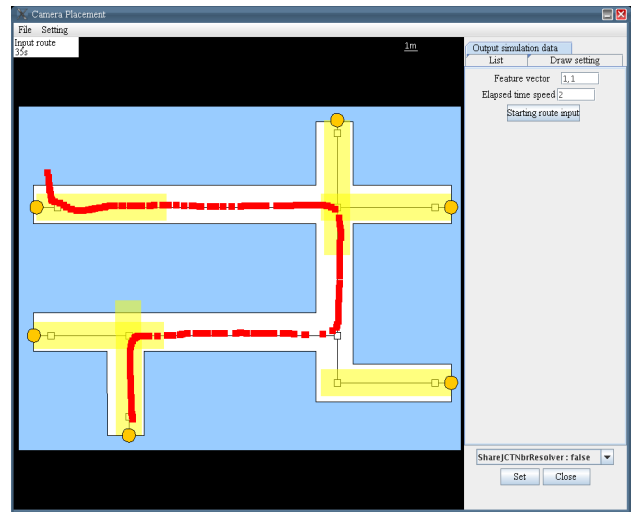 Camera Placement
File Setting
Input route
35s
1m
Output simulation data
List Draw setting
Feature vector 1,1
Elapsed time speed 2
Starting route input
ShareJCTNbrResolver : false
Set Close